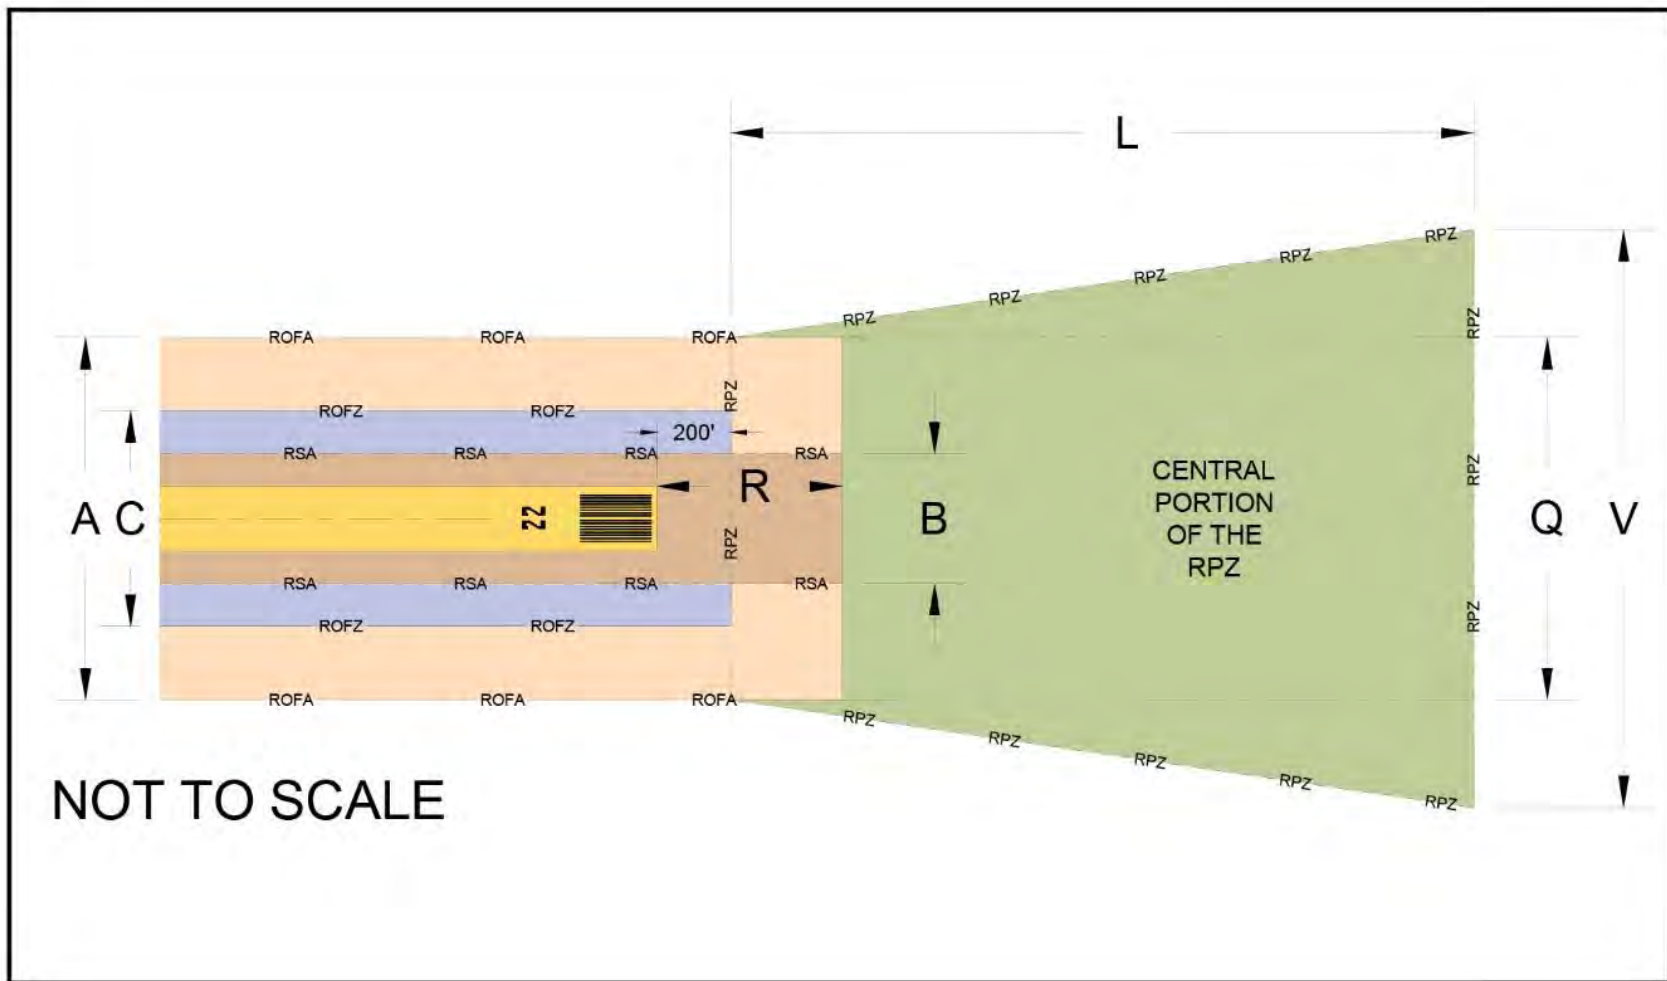 L
RPZ
RPZ
RPZ
RPZ
RPZ
RPZ
ROFA
ROFA
ROFA
RPZ
ROFZ
ROFZ
200'
RSA
RSA
RSA
RSA
R
A
C
22
B
CENTRAL
PORTION
OF THE
RPZ
Q
V
RPZ
RPZ
RSA
RSA
RSA
RSA
ROFZ
ROFZ
RPZ
ROFA
ROFA
ROFA
RPZ
RPZ
RPZ
RPZ
RPZ
NOT TO SCALE